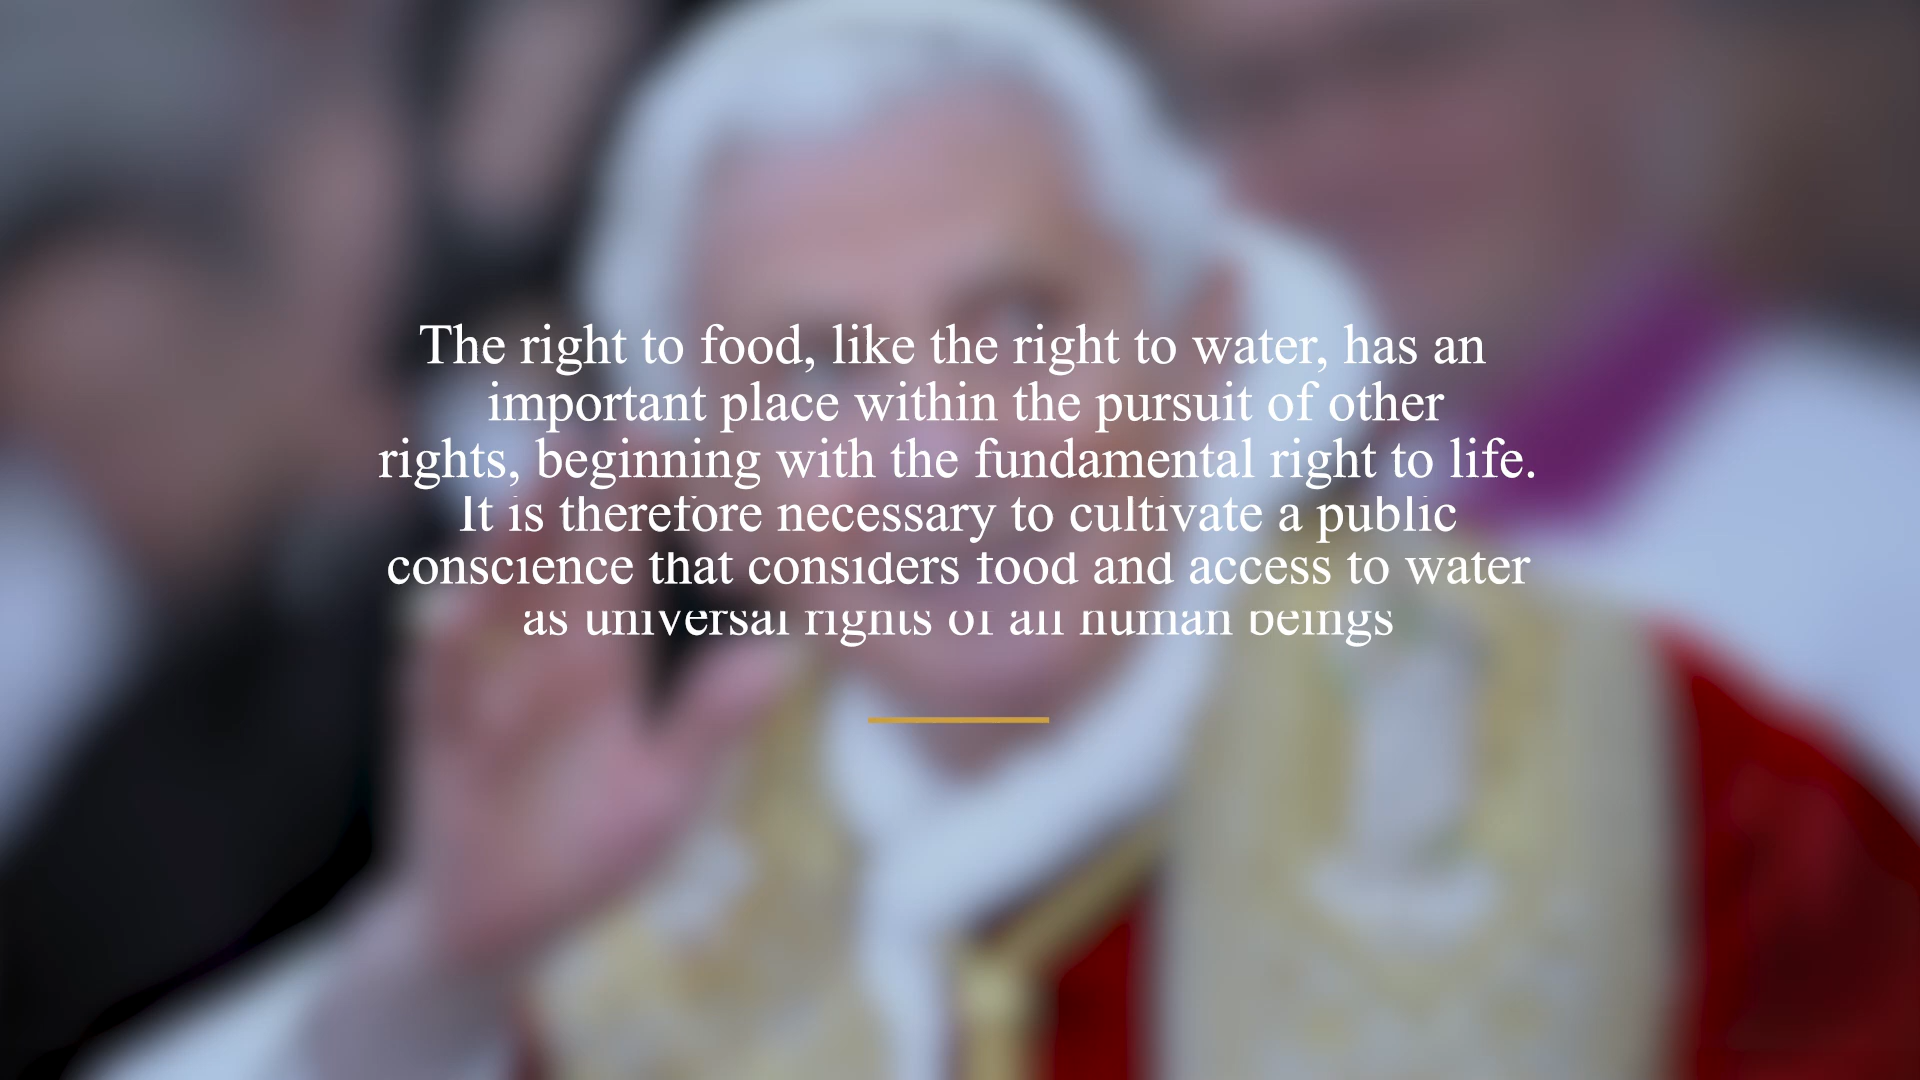 The right to food, like the right to water, has an
important place within the pursuit of other
rights, beginning with the fundamental right to life.
It is therefore necessary to cultivate a public
conscience that considers food and access to water
as universal rights of all human beings